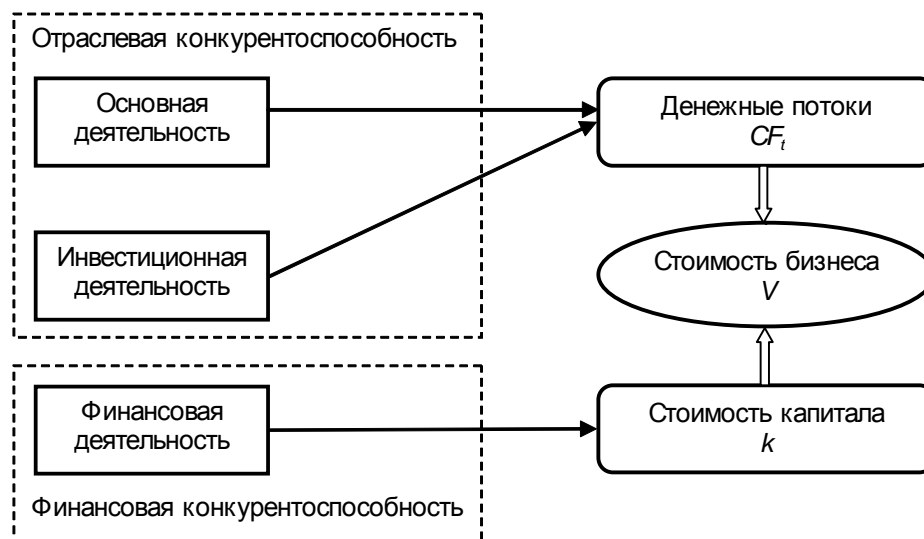 Отраслевая конкурентоспособность
Основная
деятельность
Денежные потоки
CFt
Инвестиционная
деятельность
Стоимость бизнеса
V
Финансовая
деятельность
Стоимость капитала
k
Финансовая конкурентоспособность